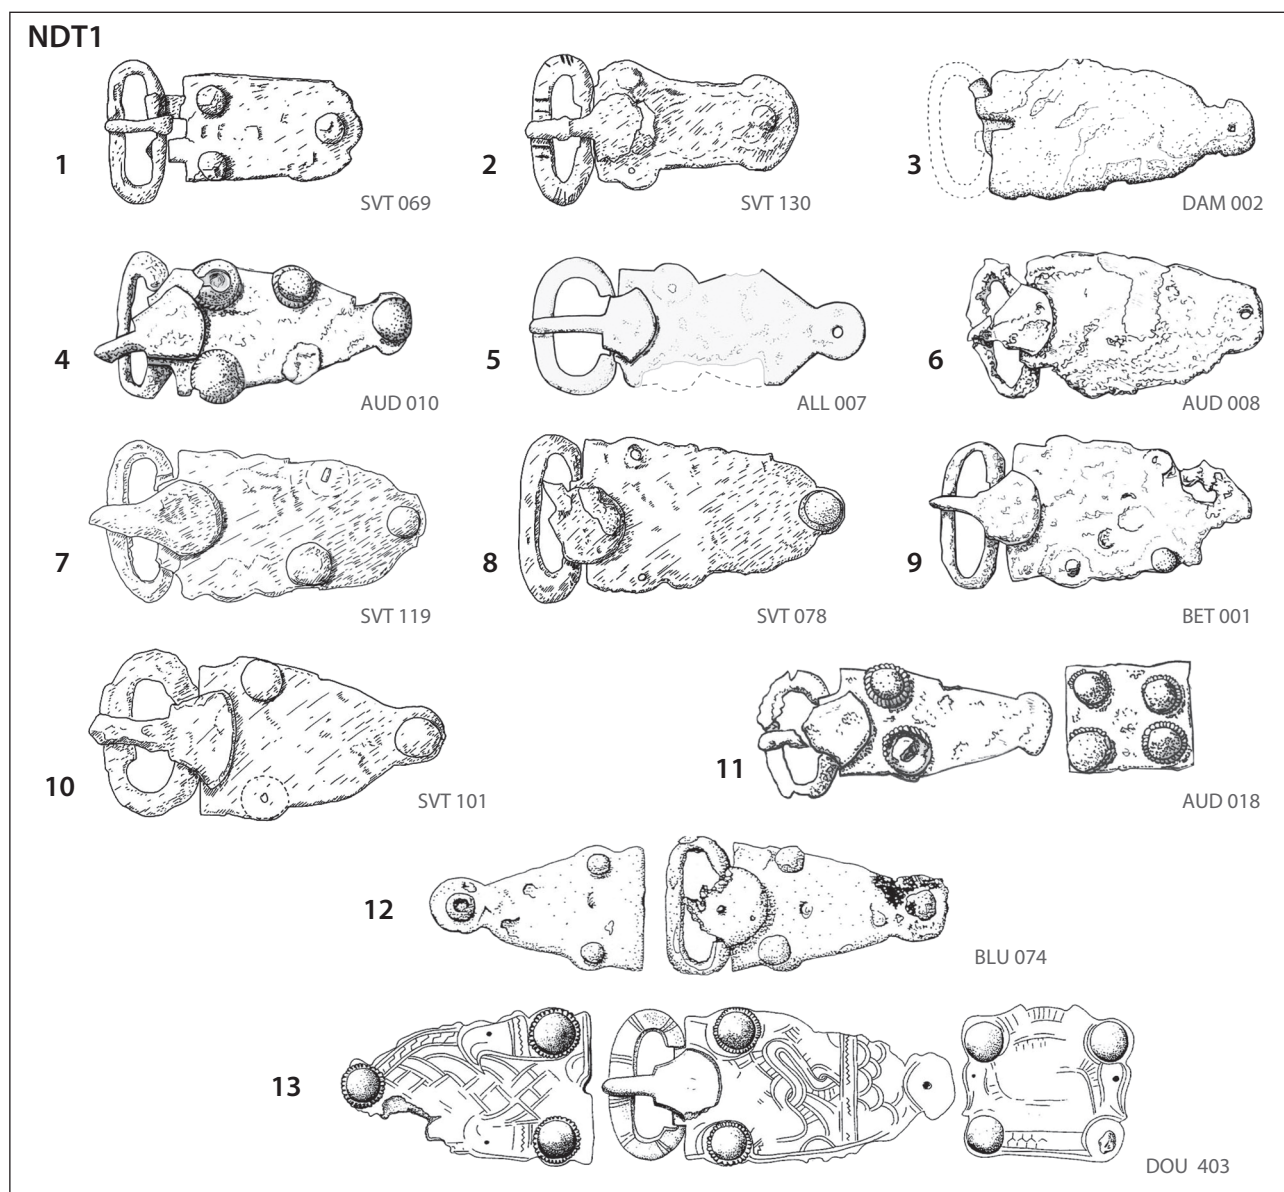 NDT1
1
SVT 069
2
SVT 130
3
DAM 002
4
AUD 010
5
ALL 007
6
AUD 008
7
SVT 119
8
SVT 078
9
BET 001
10
SVT 101
11
AUD 018
12
BLU 074
13
DOU 403